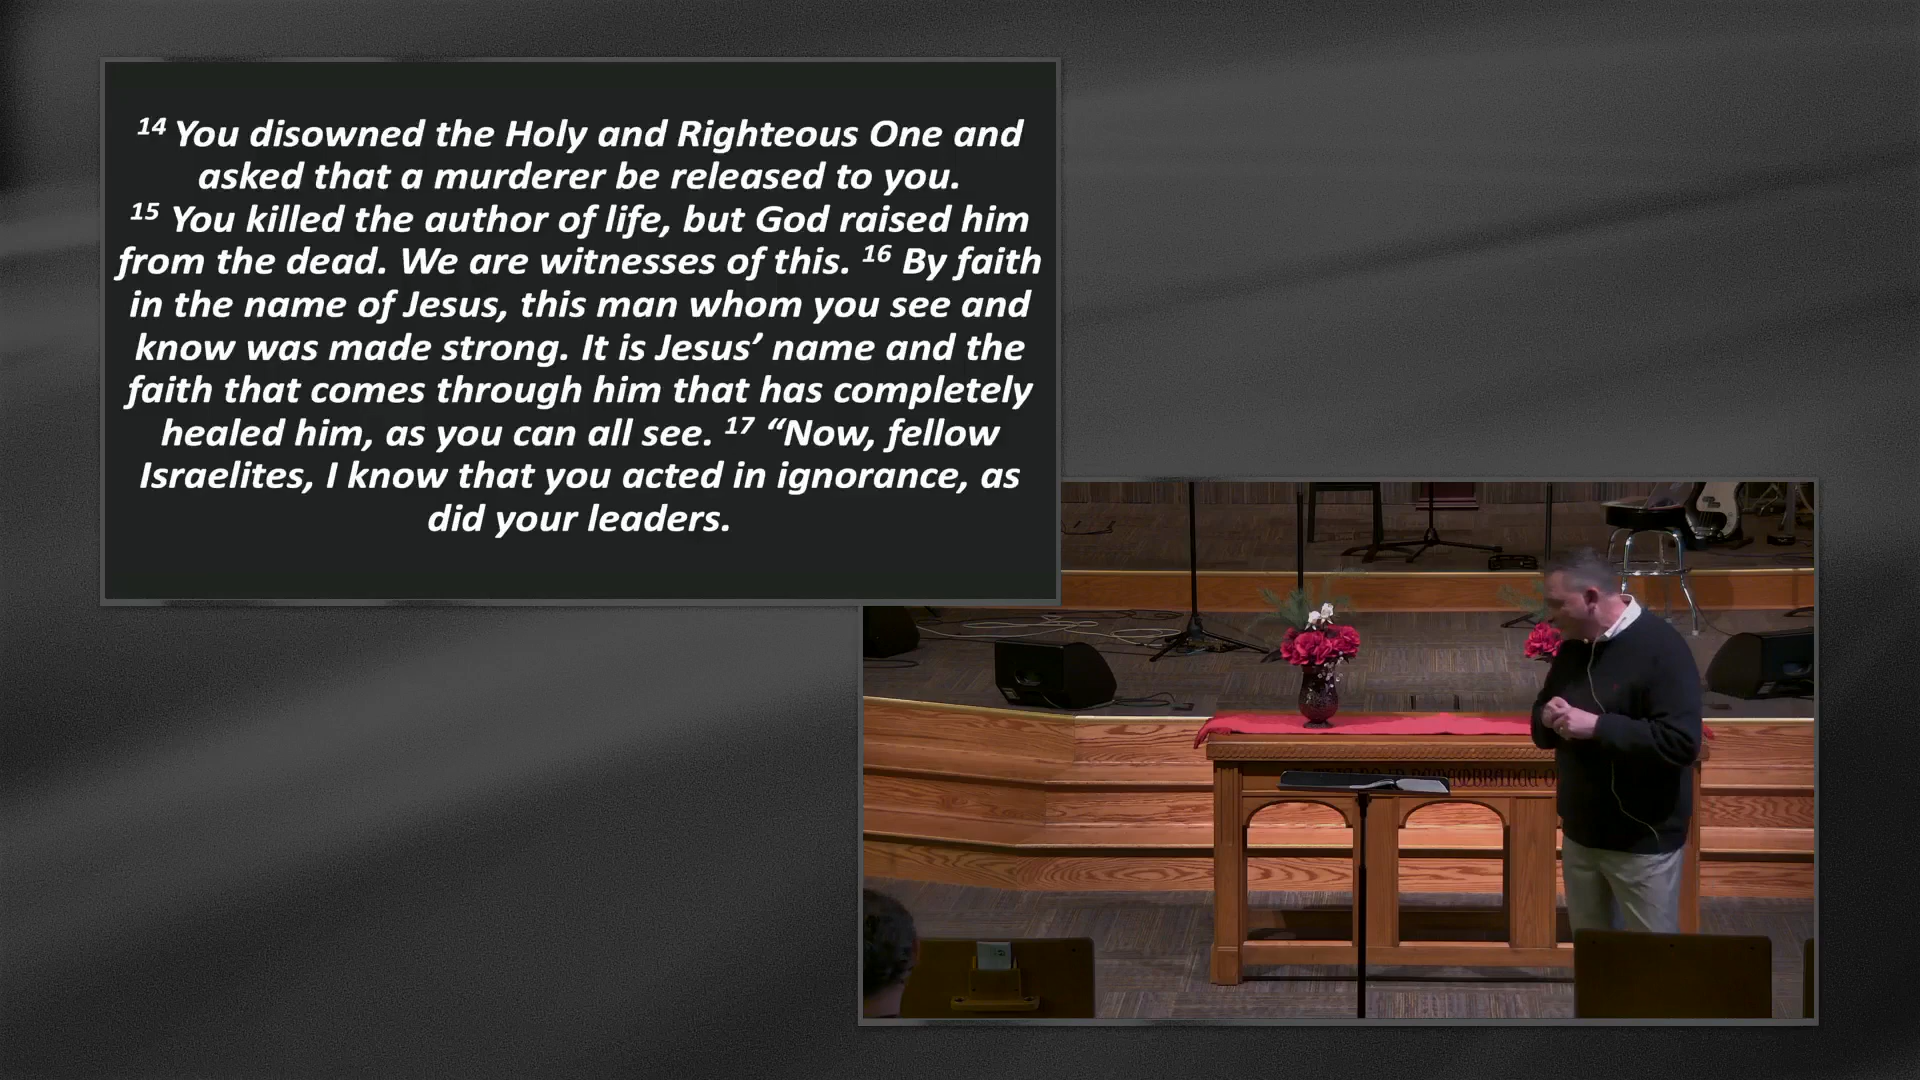 14 You disowned the Holy and Righteous One and
asked that a murderer be released to you.
15 You killed the author of life, but God raised him
from the dead. We are witnesses of this. 16 By faith
in the name of Jesus, this man whom you see and
know was made strong. It is Jesus’ name and the
faith that comes through him that has completely
healed him, as you can all see. 17 “Now, fellow
Israelites, I know that you acted in ignorance, as
did your leaders.
REMEMBRANCE O